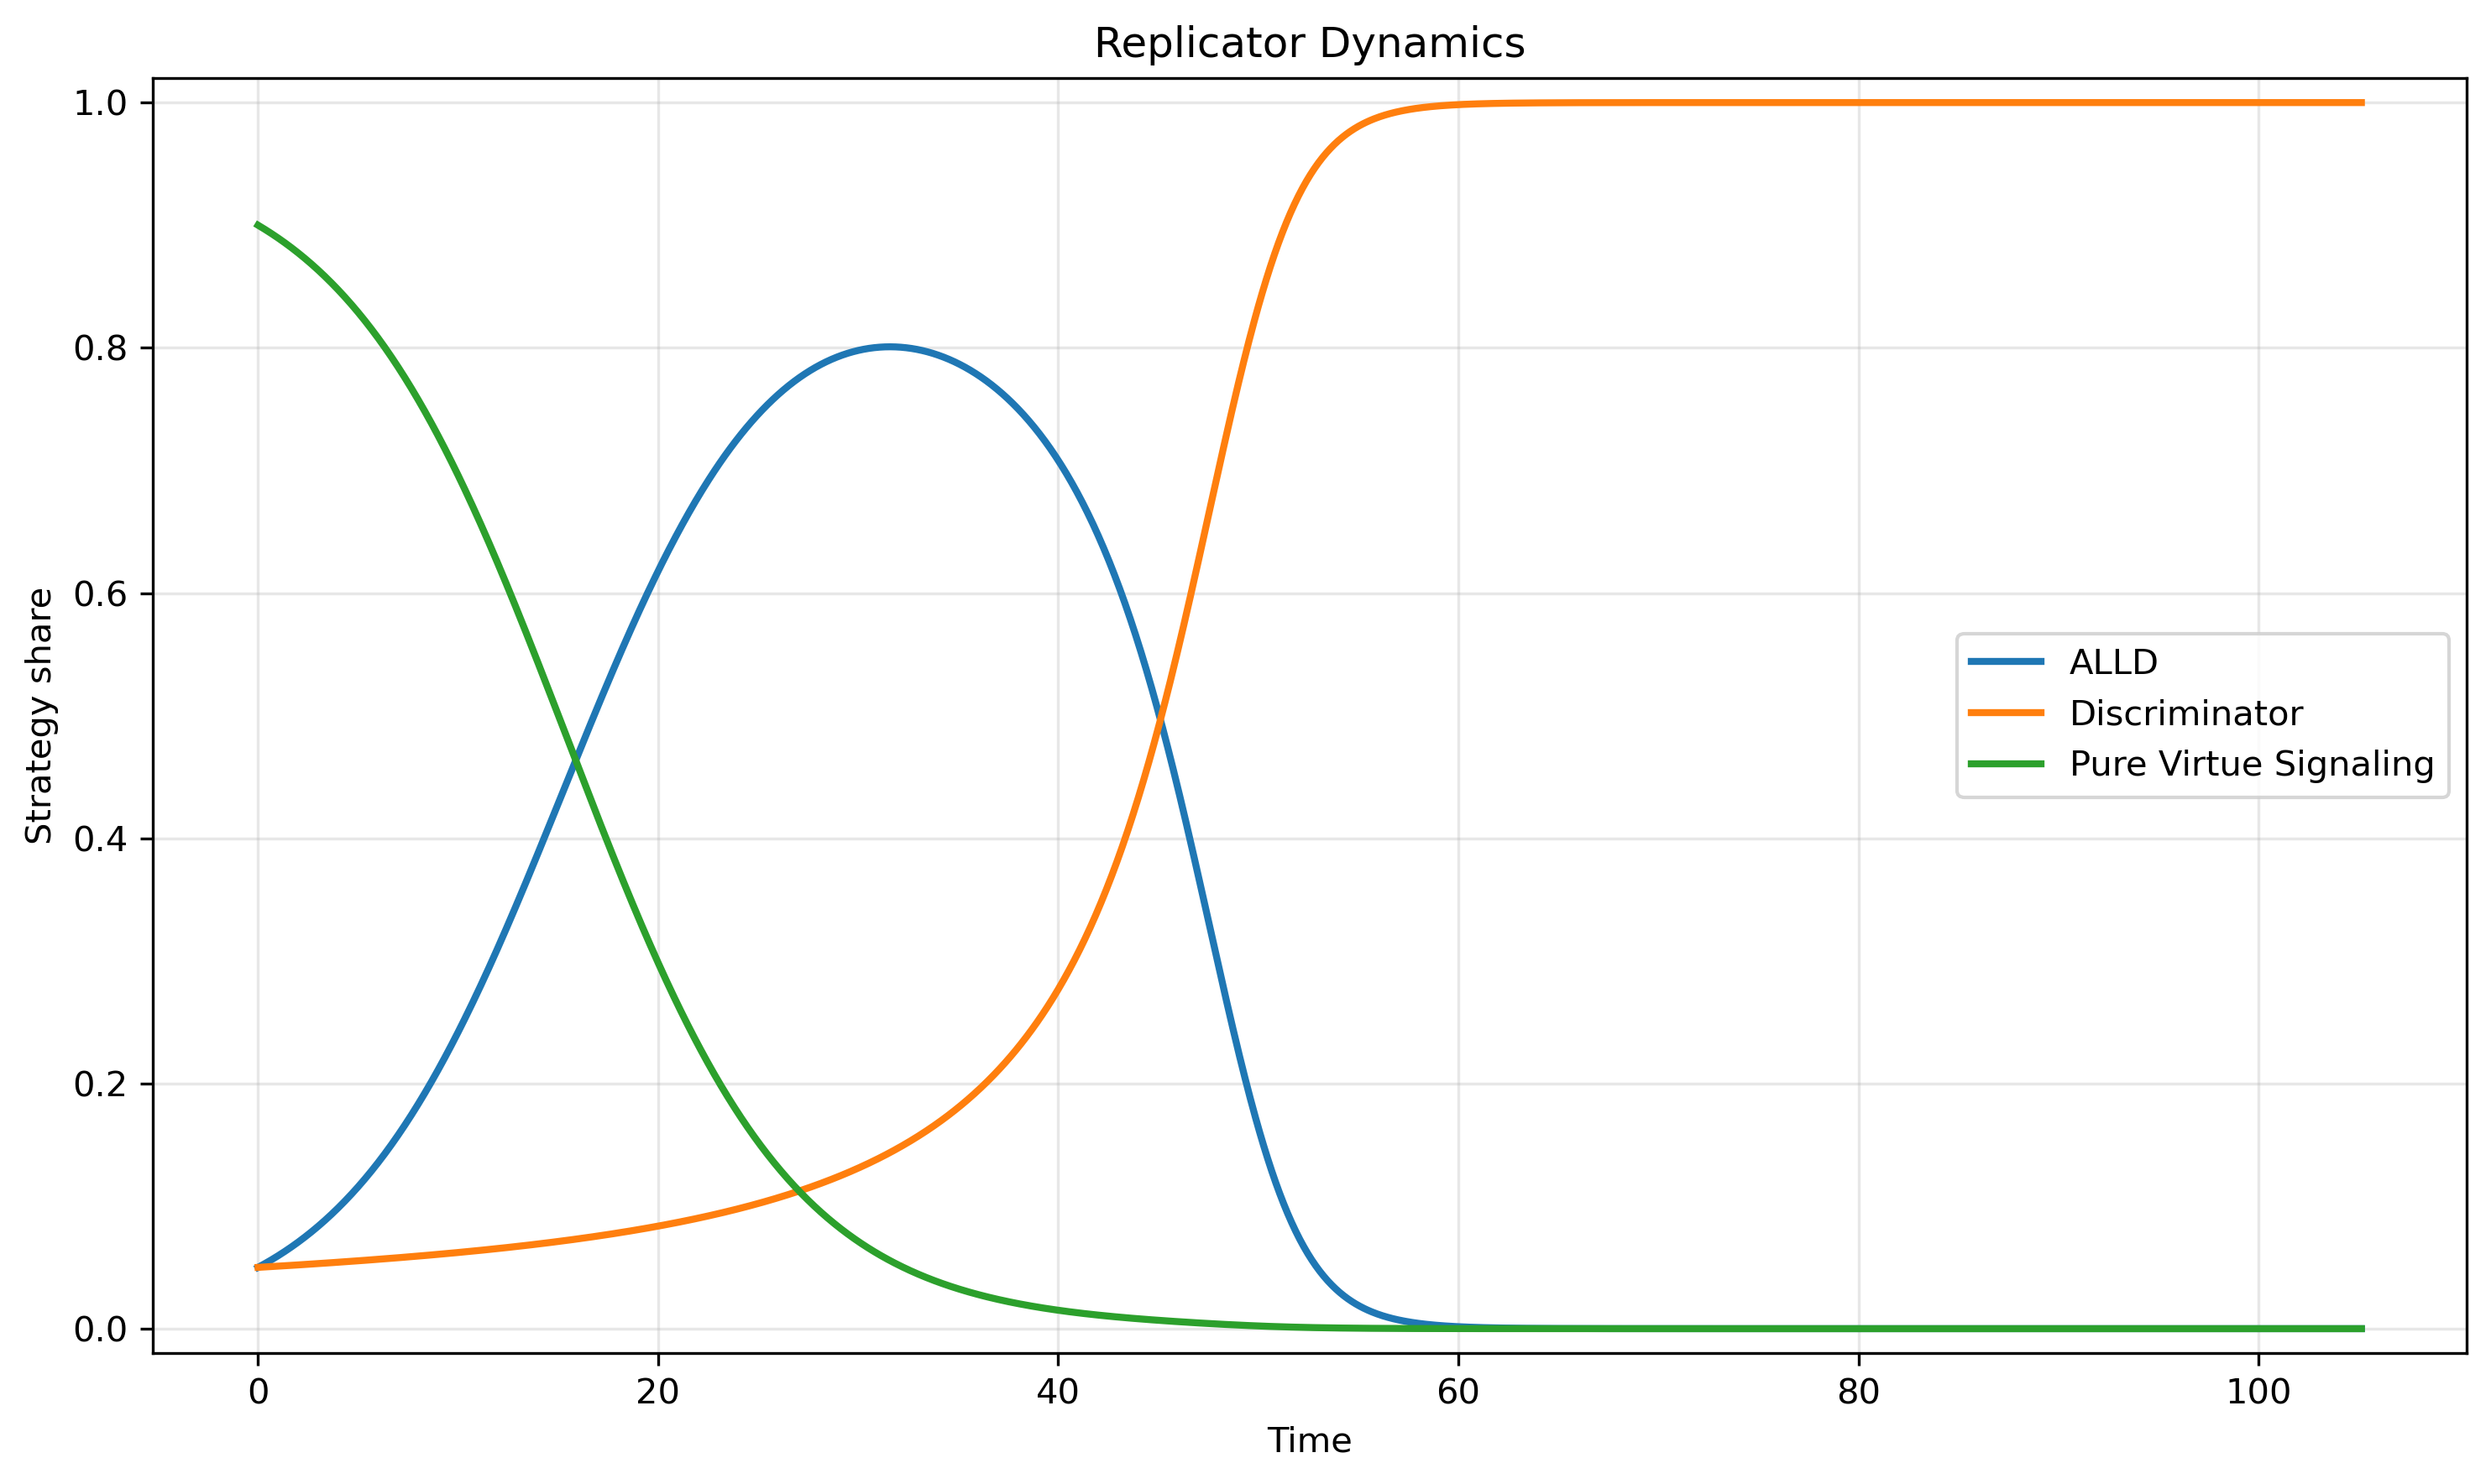 Replicator Dynamics
1.0
0.8
0.6
0.4
0.2
0.0
Strategy share
ALLD
Discriminator
Pure Virtue Signaling
0 20 40 60 80 100
Time